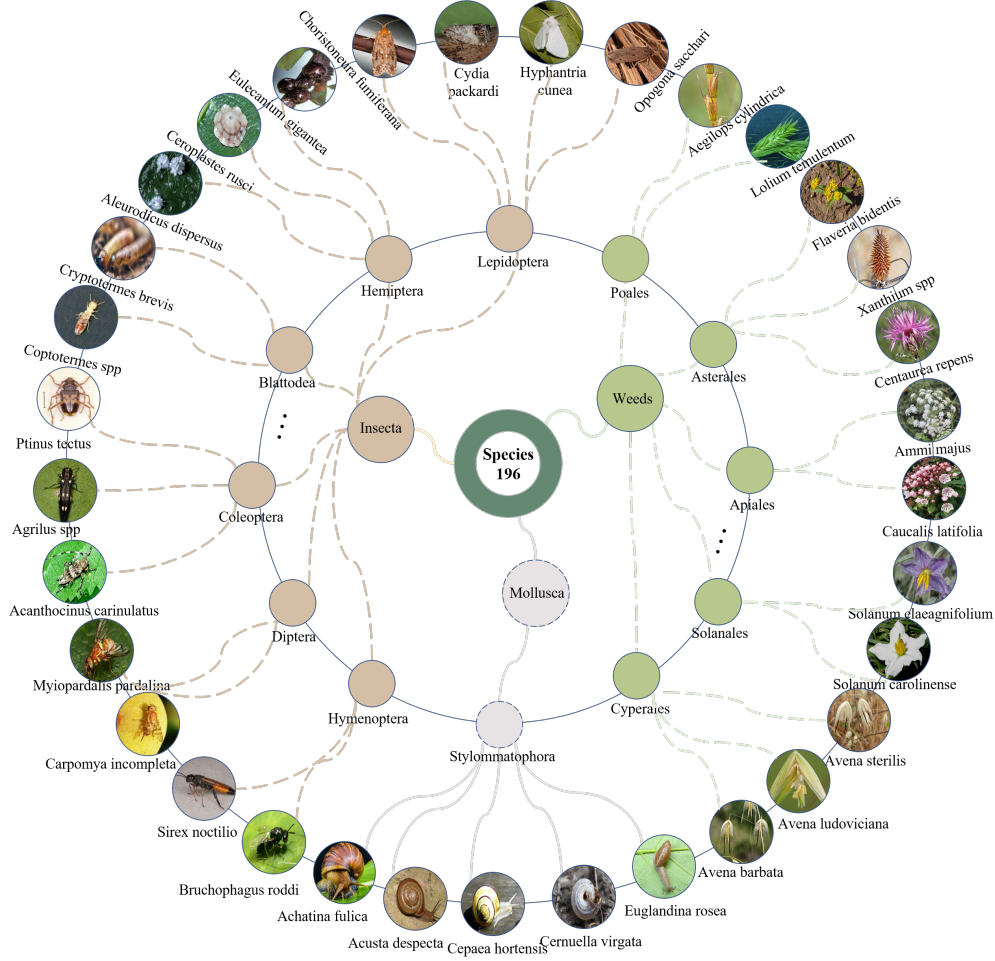 Choristoneura fumiferana
Cydia
packardi
Hyphantria
cunea
Opogona sacchari
Eulecanium gigantea
Aegilops cylindrica
Ceroplastes rusci
Lolium temulentum
Aleurodicus dispersus
Flaveria bidentis
Cryptotermes brevis
Xanthium spp
Coptotermes spp
Centaurea repens
Ptinus tectus
Ammi majus
Agrilus spp
Caucalis latifolia
Acanthocinus carinulatus
Solanum elaeagnifolium
Myiopardalis pardalina
Solanum carolinense
Carpomya incompleta
Avena sterilis
Sirex noctilio
Avena ludoviciana
Bruchophagus roddi
Avena barbata
Achatina fulica
Euglandina rosea
Acusta despecta
Cepaea hortensis
Cernuella virgata
Lepidoptera
Hemiptera
Poales
Blattodea
Asterales
Insecta
Weeds
Species
196
Coleoptera
Apiales
Mollusca
Diptera
Solanales
Hymenoptera
Cyperales
Stylommatophora